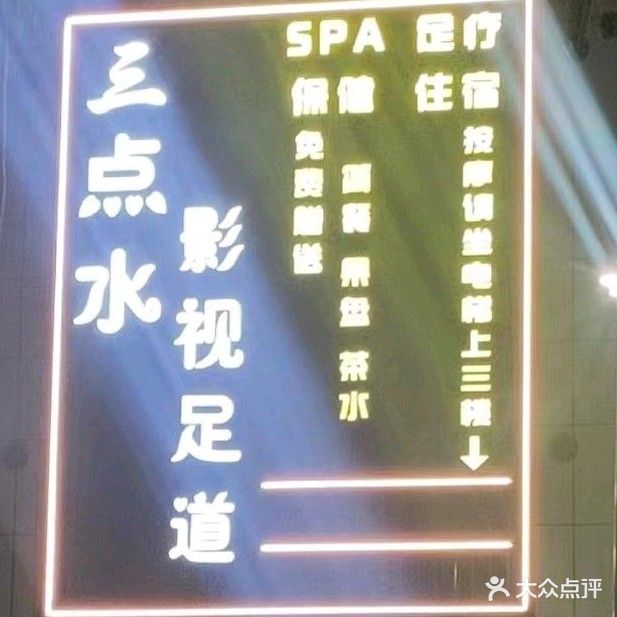 三点水
影视足道
SPA 足疗
保健 住宿
免费赠送
简餐 果盘 茶水
按摩请坐电梯上三楼↓
大众点评